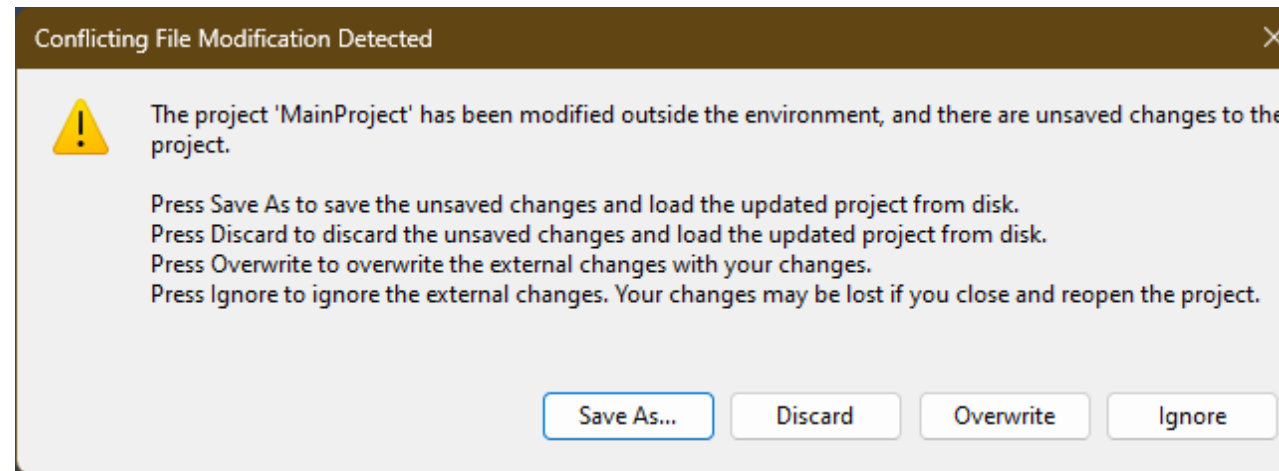 Conflicting File Modification Detected
The project 'MainProject' has been modified outside the environment, and there are unsaved changes to the
project.
Press Save As to save the unsaved changes and load the updated project from disk.
Press Discard to discard the unsaved changes and load the updated project from disk.
Press Overwrite to overwrite the external changes with your changes.
Press Ignore to ignore the external changes. Your changes may be lost if you close and reopen the project.
Save As... Discard Overwrite Ignore